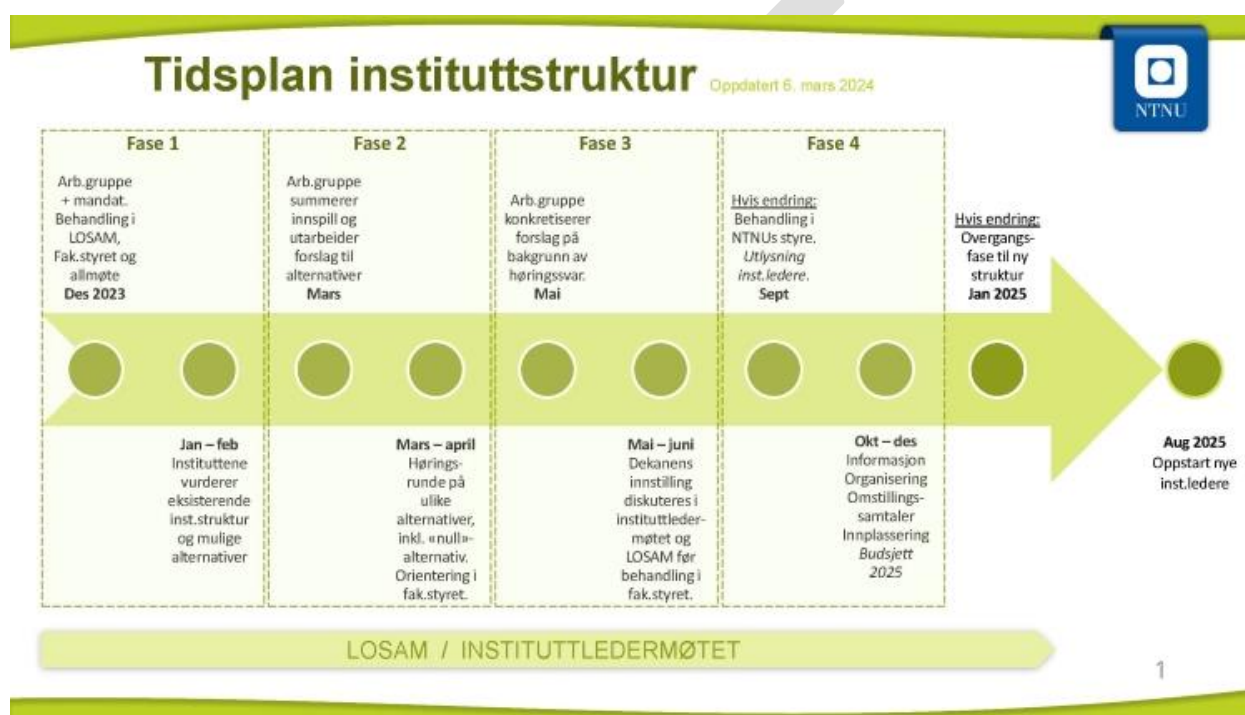 Tidsplan instituttstruktur Oppdatert 6. mars 2024
NTNU
Fase 1
Arb.gruppe
+ mandat.
Behandling i
LOSAM,
Fak.styret og
allmøte
Des 2023
Jan – feb
Instituttene
vurderer
eksisterende
inst.struktur
og mulige
alternativer
Fase 2
Arb.gruppe
summerer
innspill og
utarbeider
forslag til
alternativer
Mars
Mars – april
Hørings-
runde på
ulike
alternativer,
inkl. «null»-
alternativ.
Orientering i
fak.styret.
Fase 3
Arb.gruppe
konkretiserer
forslag på
bakgrunn av
høringssvar.
Mai
Mai – juni
Dekanens
innstilling
diskuteres i
instituttleder-
møtet og
LOSAM før
behandling i
fak.styret.
Fase 4
Hvis endring:
Behandling i
NTNUs styre.
Utlysning
inst.ledere.
Sept
Okt – des
Informasjon
Organisering
Omstillings-
samtaler
Innplassering
Budsjett
2025
Hvis endring:
Overgangs-
fase til ny
struktur
Jan 2025
Aug 2025
Oppstart nye
inst.ledere
LOSAM / INSTITUTTLEDERMØTET
1